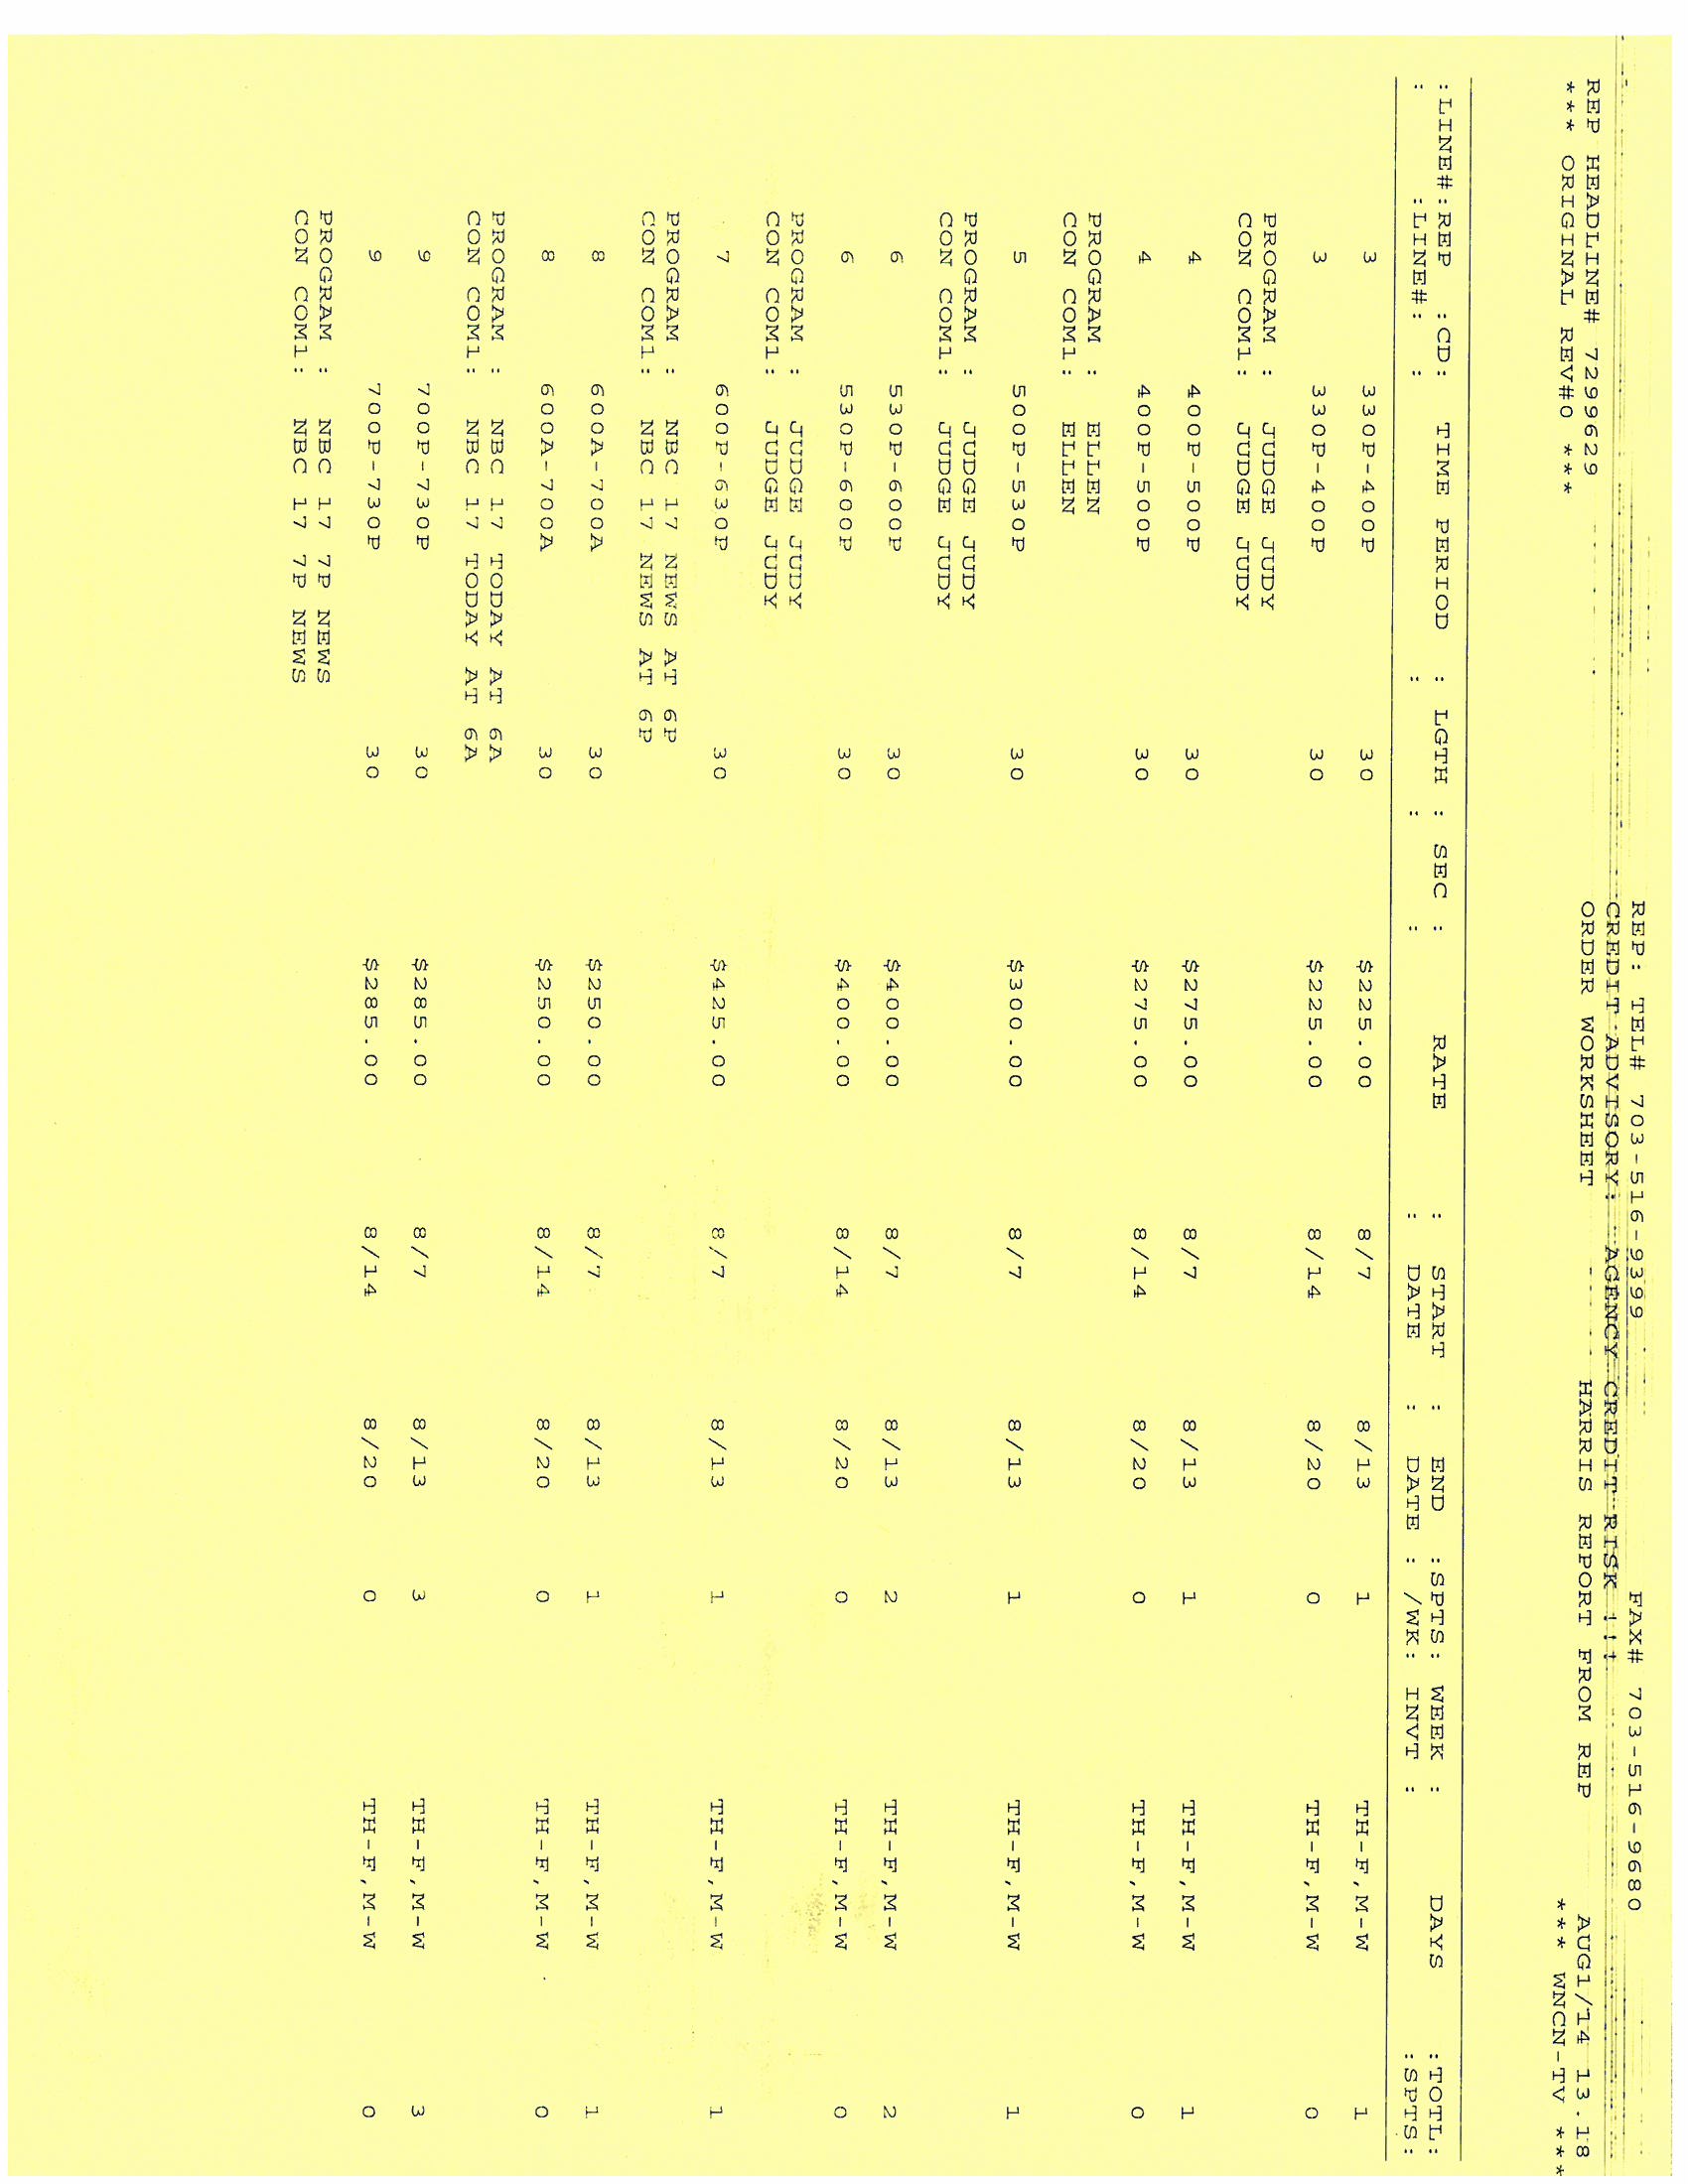 REP: TEL# 703-516-9399 FAX# 703-516-9680
CREDIT ADVISORY: AGENCY CREDIT RISK !!!
REP HEADLINE# 7299629 ORDER WORKSHEET HARRIS REPORT FROM REP AUG1/14 13.18
*** ORIGINAL REV#0 *** *** WNCN-TV ***
:LINE#:REP :CD: TIME PERIOD : LGTH : SEC : RATE : START : END :SPTS: WEEK : DAYS :TOTL:
: :LINE#: : : : : : DATE : DATE : /WK: INVT : :SPTS:
3 330P-400P 30 $225.00 8/7 8/13 1 TH-F,M-W 1
3 330P-400P 30 $225.00 8/14 8/20 0 TH-F,M-W 0
PROGRAM : JUDGE JUDY
CON COM1: JUDGE JUDY
4 400P-500P 30 $275.00 8/7 8/13 1 TH-F,M-W 1
4 400P-500P 30 $275.00 8/14 8/20 0 TH-F,M-W 0
PROGRAM : ELLEN
CON COM1: ELLEN
5 500P-530P 30 $300.00 8/7 8/13 1 TH-F,M-W 1
PROGRAM : JUDGE JUDY
CON COM1: JUDGE JUDY
6 530P-600P 30 $400.00 8/7 8/13 2 TH-F,M-W 2
6 530P-600P 30 $400.00 8/14 8/20 0 TH-F,M-W 0
PROGRAM : JUDGE JUDY
CON COM1: JUDGE JUDY
7 600P-630P 30 $425.00 8/7 8/13 1 TH-F,M-W 1
PROGRAM : NBC 17 NEWS AT 6P
CON COM1: NBC 17 NEWS AT 6P
8 600A-700A 30 $250.00 8/7 8/13 1 TH-F,M-W 1
8 600A-700A 30 $250.00 8/14 8/20 0 TH-F,M-W 0
PROGRAM : NBC 17 TODAY AT 6A
CON COM1: NBC 17 TODAY AT 6A
9 700P-730P 30 $285.00 8/7 8/13 3 TH-F,M-W 3
9 700P-730P 30 $285.00 8/14 8/20 0 TH-F,M-W 0
PROGRAM : NBC 17 7P NEWS
CON COM1: NBC 17 7P NEWS